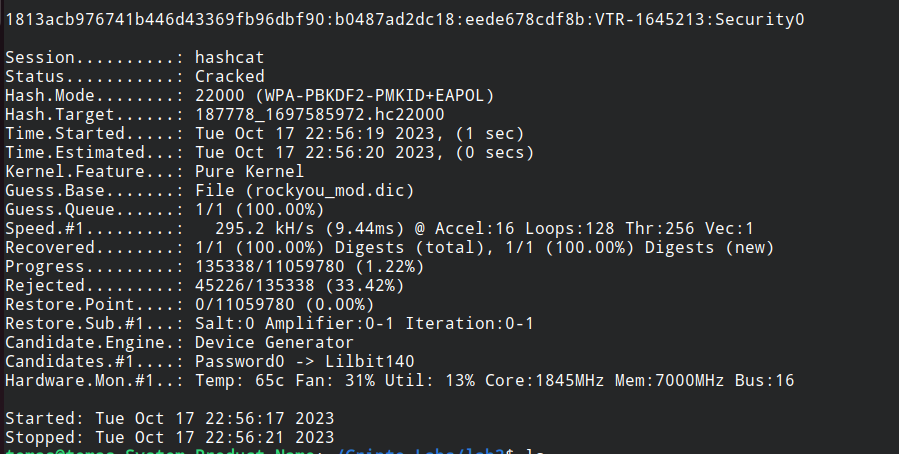 1813acb976741b446d43369fb96dbf90:b0487ad2dc18:eede678cdf8b:VTR-1645213:Security0
Session..........: hashcat
Status...........: Cracked
Hash.Mode........: 22000 (WPA-PBKDF2-PMKID+EAPOL)
Hash.Target......: 187778_1697585972.hc22000
Time.Started.....: Tue Oct 17 22:56:19 2023, (1 sec)
Time.Estimated...: Tue Oct 17 22:56:20 2023, (0 secs)
Kernel.Feature...: Pure Kernel
Guess.Base.......: File (rockyou_mod.dic)
Guess.Queue......: 1/1 (100.00%)
Speed.#1.........:   295.2 kH/s (9.44ms) @ Accel:16 Loops:128 Thr:256 Vec:1
Recovered........: 1/1 (100.00%) Digests (total), 1/1 (100.00%) Digests (new)
Progress.........: 135338/11059780 (1.22%)
Rejected.........: 45226/135338 (33.42%)
Restore.Point....: 0/11059780 (0.00%)
Restore.Sub.#1...: Salt:0 Amplifier:0-1 Iteration:0-1
Candidate.Engine.: Device Generator
Candidates.#1....: Password0 -> Lilbit140
Hardware.Mon.#1..: Temp: 65c Fan: 31% Util: 13% Core:1845MHz Mem:7000MHz Bus:16
Started: Tue Oct 17 22:56:17 2023
Stopped: Tue Oct 17 22:56:21 2023